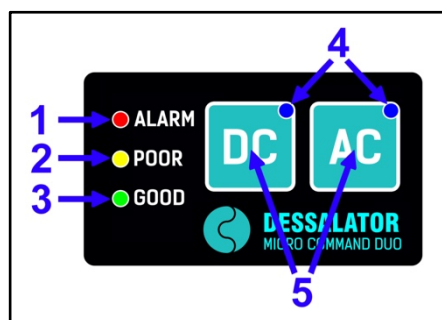 4
1 ALARM
2 POOR
3 GOOD
DC AC
DESSALATOR
MICRO COMMAND DUO
5